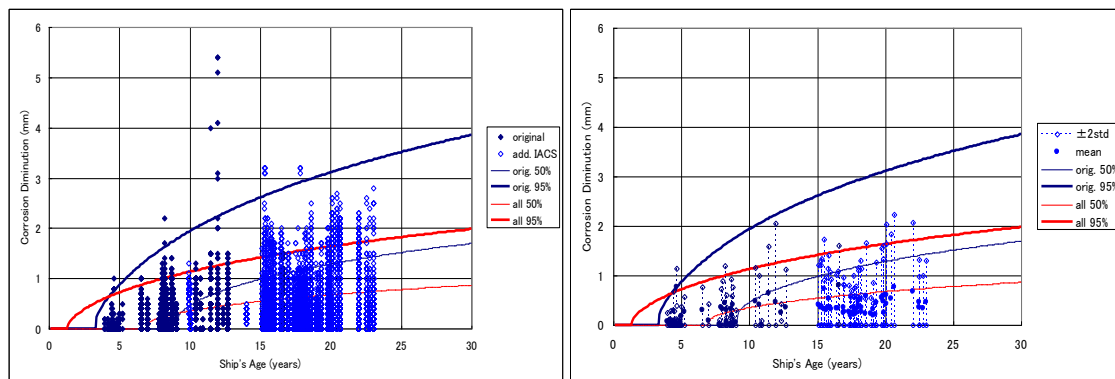 6
5
4
3
2
1
0
Corrosion Diminution (mm)
0 5 10 15 20 25 30
Ship's Age (years)
original
add. IACS
orig. 50%
orig. 95%
all 50%
all 95%
6
5
4
3
2
1
0
Corrosion Diminution (mm)
0 5 10 15 20 25 30
Ship's Age (years)
±2std
mean
orig. 50%
orig. 95%
all 50%
all 95%